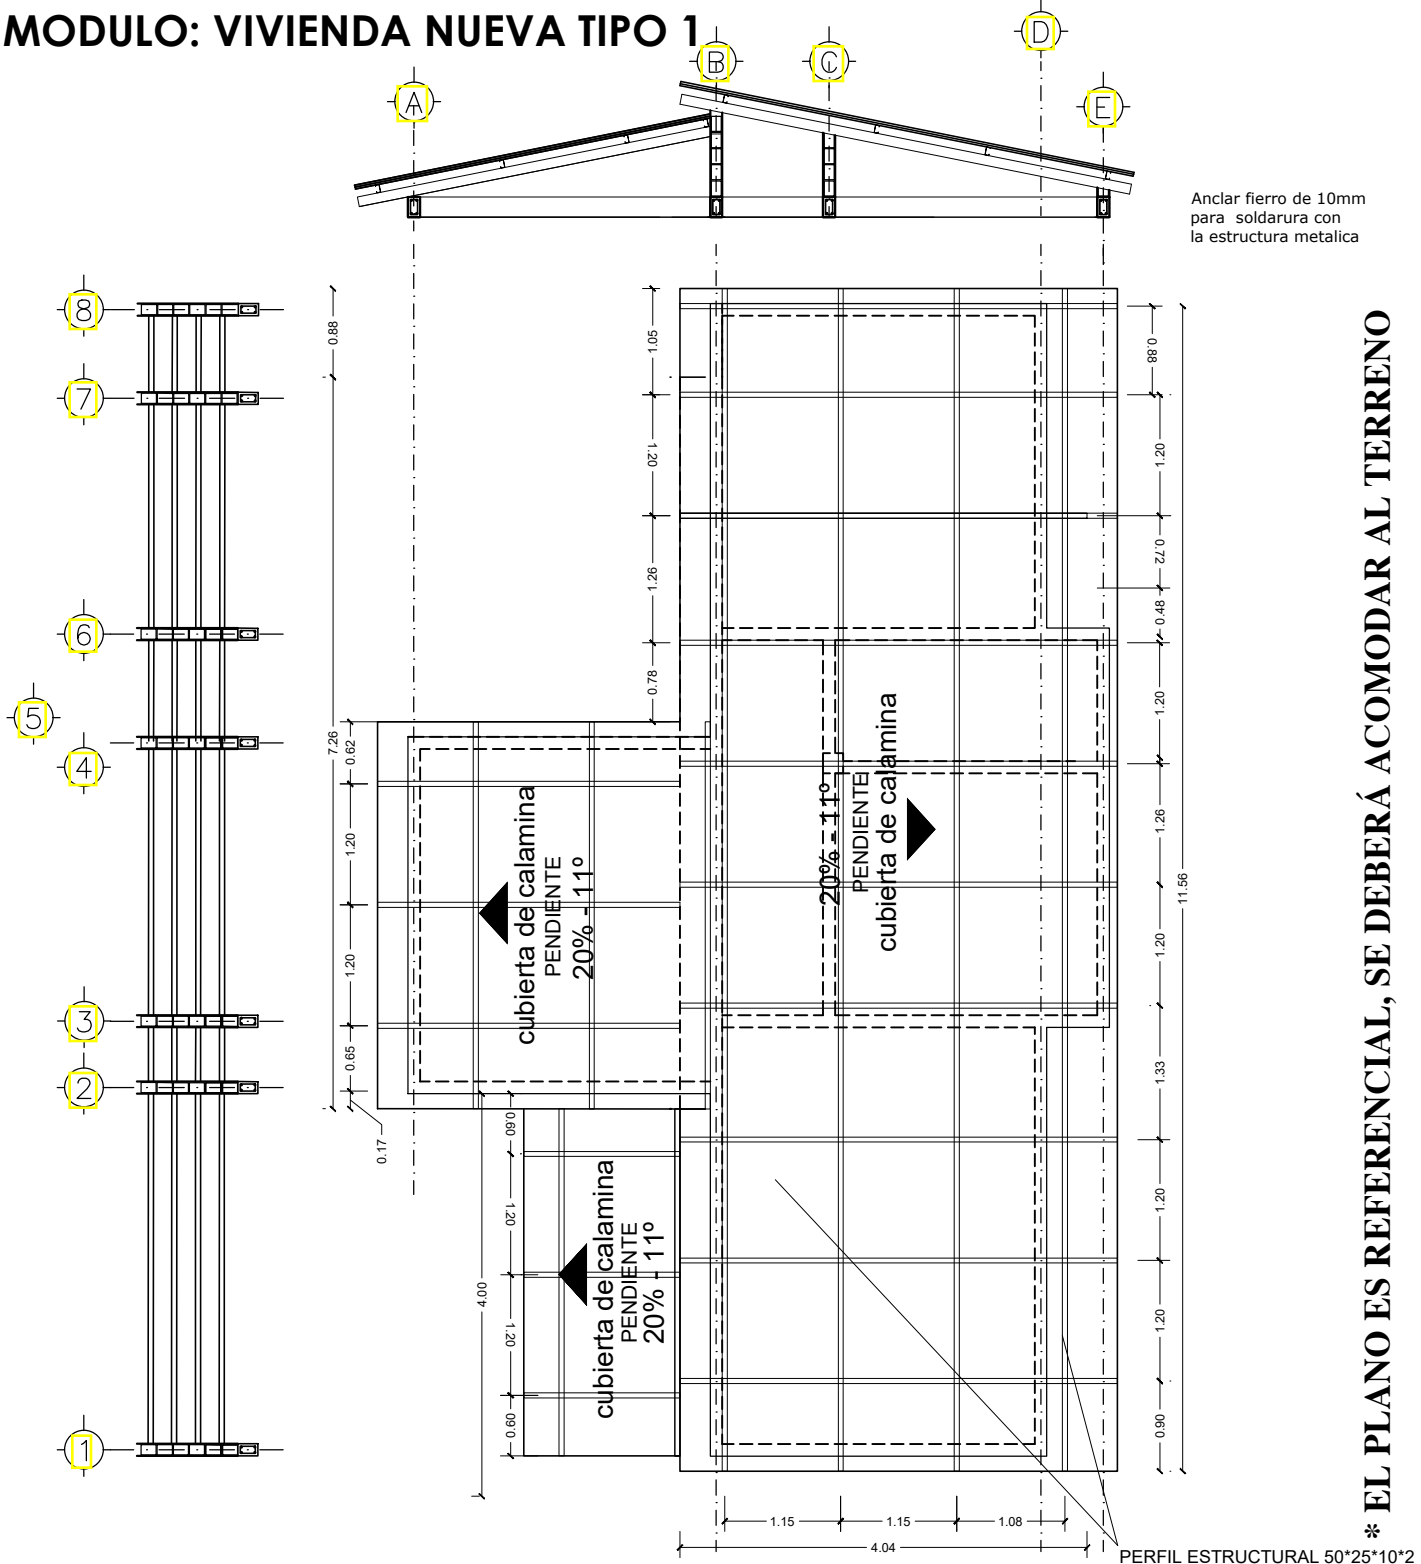 MODULO: VIVIENDA NUEVA TIPO 1
A
B
C
D
E
Anclar fierro de 10mm
para soldarura con
la estructura metalica
8
7
6
5
4
3
2
1
0.88
7.26
0.62
1.20
1.20
0.65
0.17
1.05
1.20
1.26
0.78
0.88
1.20
0.72
0.48
1.20
1.26
1.20
1.33
1.20
1.20
0.90
11.56
cubierta de calamina
PENDIENTE
20% - 11º
20% - 11º
PENDIENTE
cubierta de calamina
0.60
1.20
1.20
0.60
4.00
cubierta de calamina
PENDIENTE
20% - 11º
1.15
1.15
1.08
4.04
PERFIL ESTRUCTURAL 50*25*10*2
* EL PLANO ES REFERENCIAL, SE DEBERÁ ACOMODAR AL TERRENO